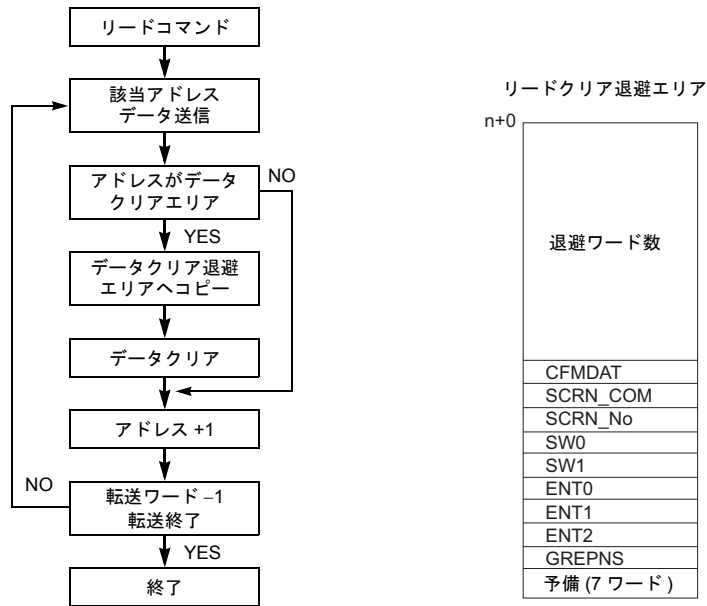 リードコマンド
該当アドレス
データ送信
アドレスがデータ
クリアエリア
NO
YES
データクリア退避
エリアへコピー
データクリア
アドレス +1
NO
転送ワード –1
転送終了
YES
終了
リードクリア退避エリア
n+0
退避ワード数
CFMDAT
SCRN_COM
SCRN_No
SW0
SW1
ENT0
ENT1
ENT2
GREPNS
予備 (7 ワード )